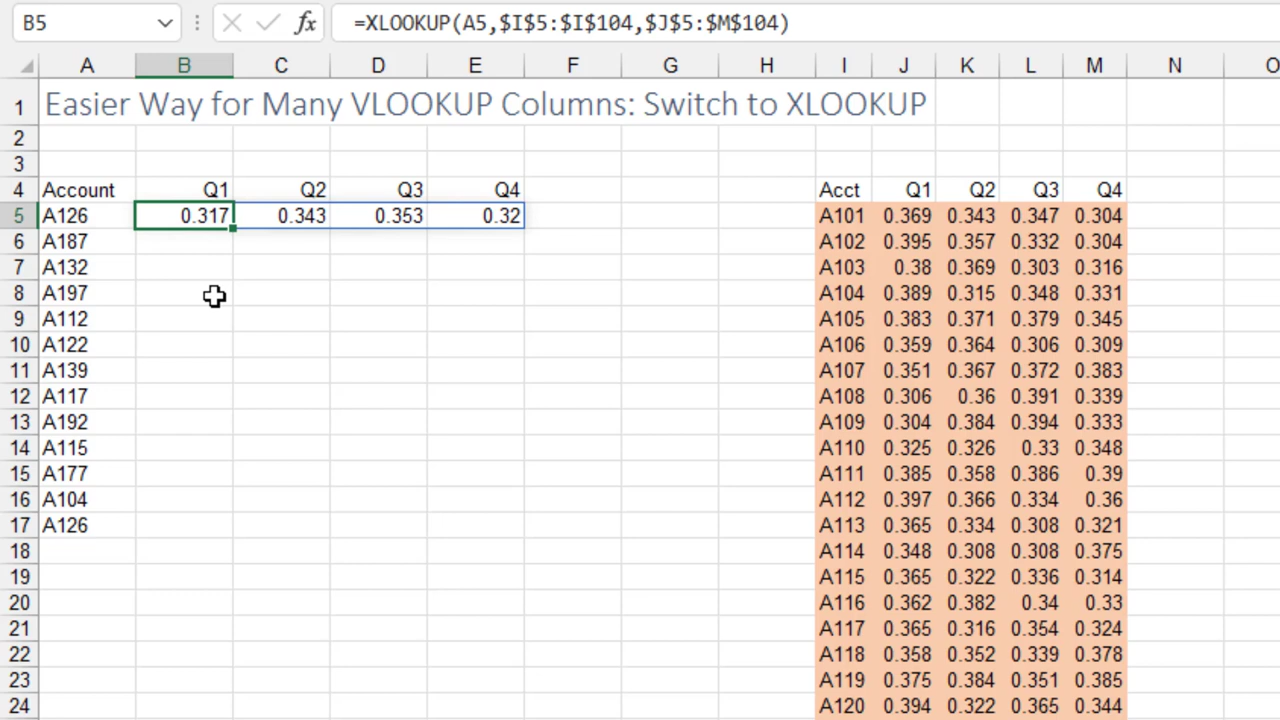 B5 fx =XLOOKUP(A5,$I$5:$I$104,$J$5:$M$104)
A B C D E F G H I J K L M N O
1 Easier Way for Many VLOOKUP Columns: Switch to XLOOKUP
2
3
4 Account Q1 Q2 Q3 Q4 Acct Q1 Q2 Q3 Q4
5 A126 0.317 0.343 0.353 0.32 A101 0.369 0.343 0.347 0.304
6 A187 A102 0.395 0.357 0.332 0.304
7 A132 A103 0.38 0.369 0.303 0.316
8 A197 A104 0.389 0.315 0.348 0.331
9 A112 A105 0.383 0.371 0.379 0.345
10 A122 A106 0.359 0.364 0.306 0.309
11 A139 A107 0.351 0.367 0.372 0.383
12 A117 A108 0.306 0.36 0.391 0.339
13 A192 A109 0.304 0.384 0.394 0.333
14 A115 A110 0.325 0.326 0.33 0.348
15 A177 A111 0.385 0.358 0.386 0.39
16 A104 A112 0.397 0.366 0.334 0.36
17 A126 A113 0.365 0.334 0.308 0.321
18 A114 0.348 0.308 0.308 0.375
19 A115 0.365 0.322 0.336 0.314
20 A116 0.362 0.382 0.34 0.33
21 A117 0.365 0.316 0.354 0.324
22 A118 0.358 0.352 0.339 0.378
23 A119 0.375 0.384 0.351 0.385
24 A120 0.394 0.322 0.365 0.344